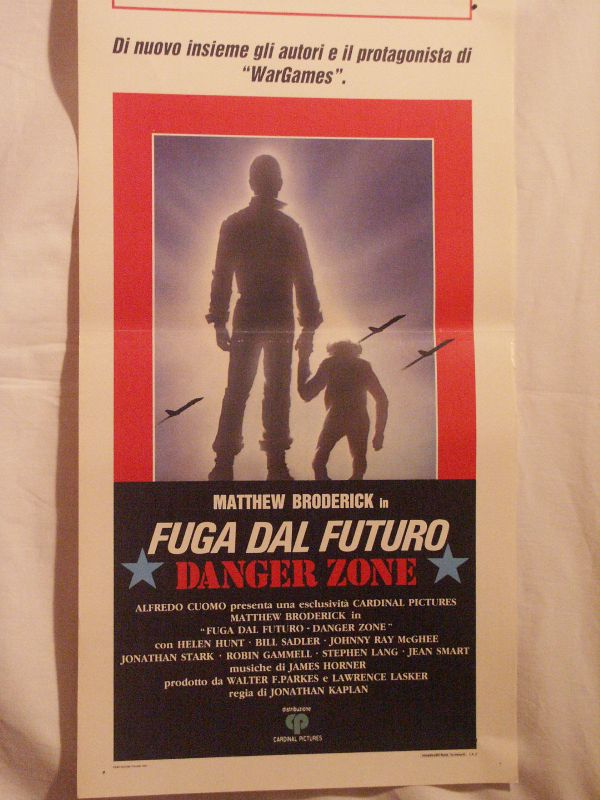 Di nuovo insieme gli autori e il protagonista di
“WarGames”.
MATTHEW BRODERICK in
FUGA DAL FUTURO
DANGER ZONE
ALFREDO CUOMO presenta una esclusività CARDINAL PICTURES
MATTHEW BRODERICK in
“FUGA DAL FUTURO - DANGER ZONE”
con HELEN HUNT · BILL SADLER · JOHNNY RAY McGHEE
JONATHAN STARK · ROBIN GAMMELL · STEPHEN LANG · JEAN SMART
musiche di JAMES HORNER
prodotto da WALTER F.PARKES e LAWRENCE LASKER
regia di JONATHAN KAPLAN
distribuzione
CP
CARDINAL PICTURES